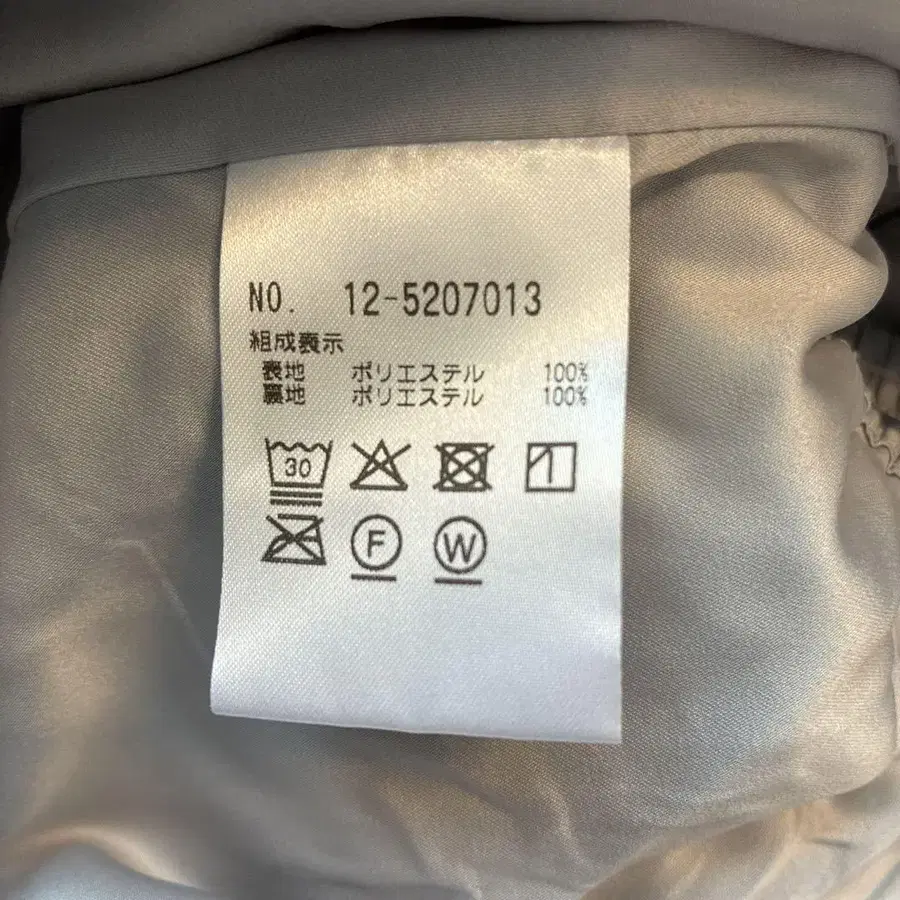 NO. 12-5207013
組成表示
表地 ポリエステル 100%
裏地 ポリエステル 100%
30
F W